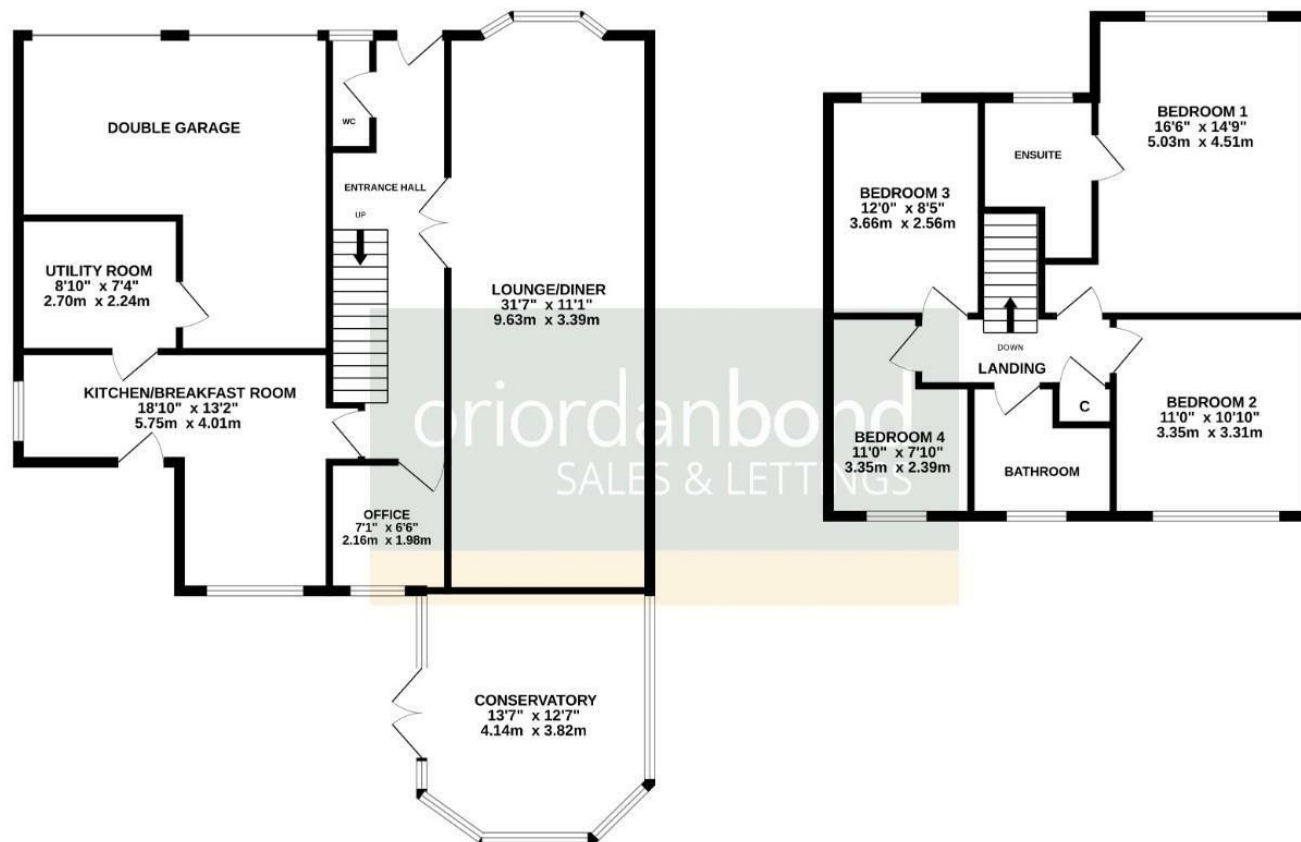 DOUBLE GARAGE
WC
ENTRANCE HALL
UP
UTILITY ROOM
8'10" x 7'4"
2.70m x 2.24m
LOUNGE/DINER
31'7" x 11'1"
9.63m x 3.39m
KITCHEN/BREAKFAST ROOM
18'10" x 13'2"
5.75m x 4.01m
OFFICE
7'1" x 6'6"
2.16m x 1.98m
CONSERVATORY
13'7" x 12'7"
4.14m x 3.82m
BEDROOM 1
16'6" x 14'9"
5.03m x 4.51m
ENSUITE
BEDROOM 3
12'0" x 8'5"
3.66m x 2.56m
DOWN
LANDING
C
BEDROOM 2
11'0" x 10'10"
3.35m x 3.31m
BEDROOM 4
11'0" x 7'10"
3.35m x 2.39m
BATHROOM
oriordanbond
SALES & LETTINGS